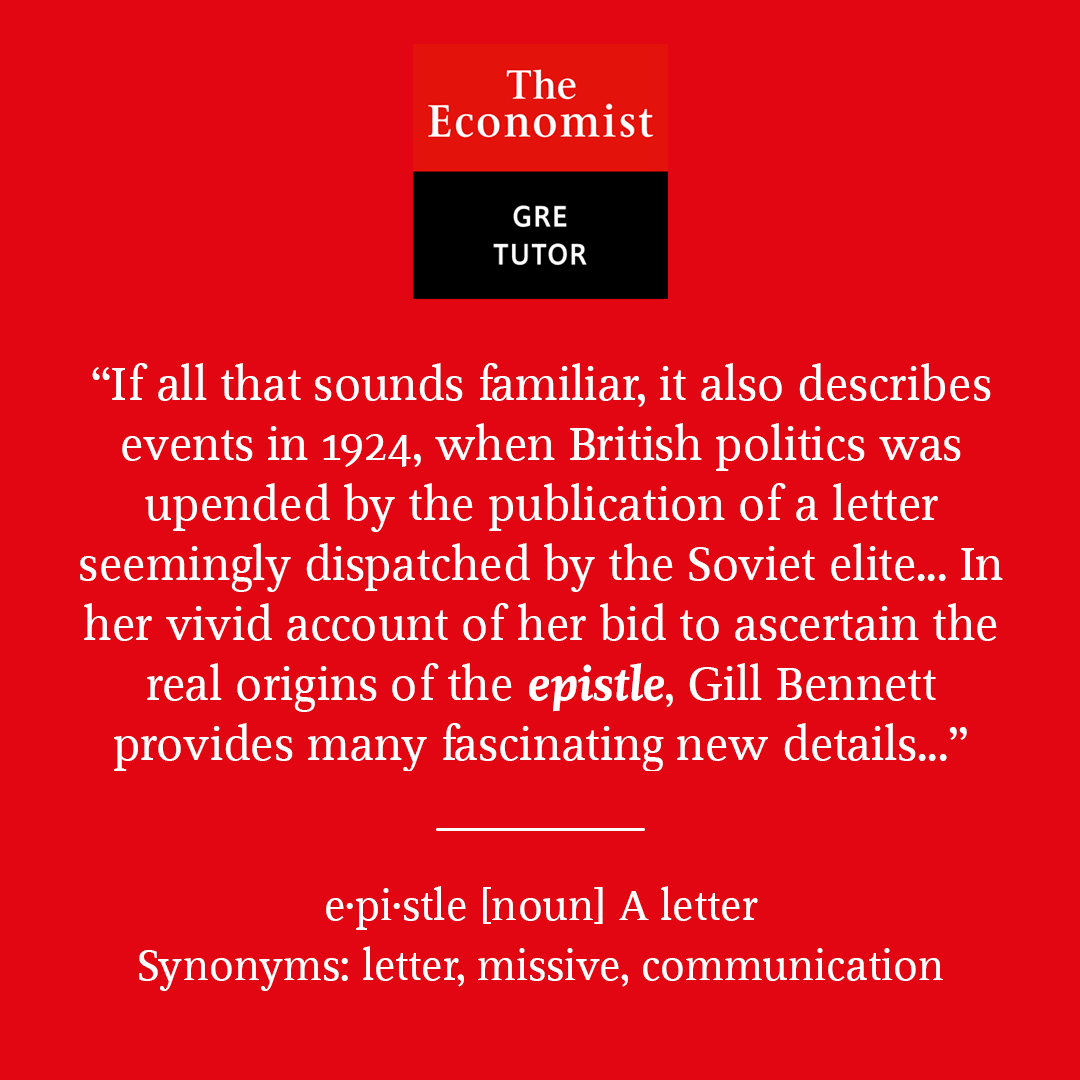 The
Economist
GRE
TUTOR
“If all that sounds familiar, it also describes
events in 1924, when British politics was
upended by the publication of a letter
seemingly dispatched by the Soviet elite... In
her vivid account of her bid to ascertain the
real origins of the epistle, Gill Bennett
provides many fascinating new details...”
e·pi·stle [noun] A letter
Synonyms: letter, missive, communication